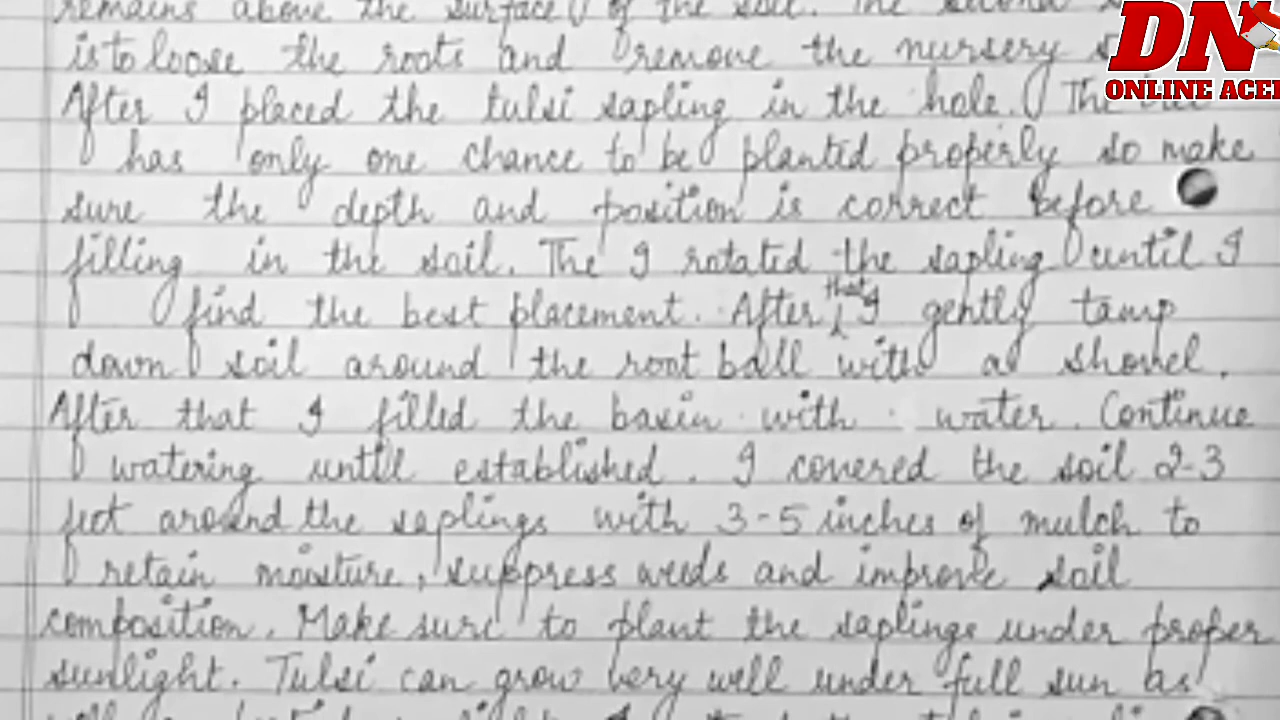 remains above the surface of the soil. The second
is to loose the roots and remove the nursery
After I placed the tulsi sapling in the hole. The
has only one chance to be planted properly so make
sure the depth and position is correct before
filling in the soil. The I rotated the sapling until I
find the best placement. After that I gently tamp
down soil around the root ball with a shovel.
After that I filled the basin with water. Continue
watering until established. I covered the soil 2-3
feet around the saplings with 3-5 inches of mulch to
retain moisture, suppress weeds and improve soil
composition. Make sure to plant the saplings under proper
sunlight. Tulsi can grow very well under full sun as
DN
ONLINE ACE